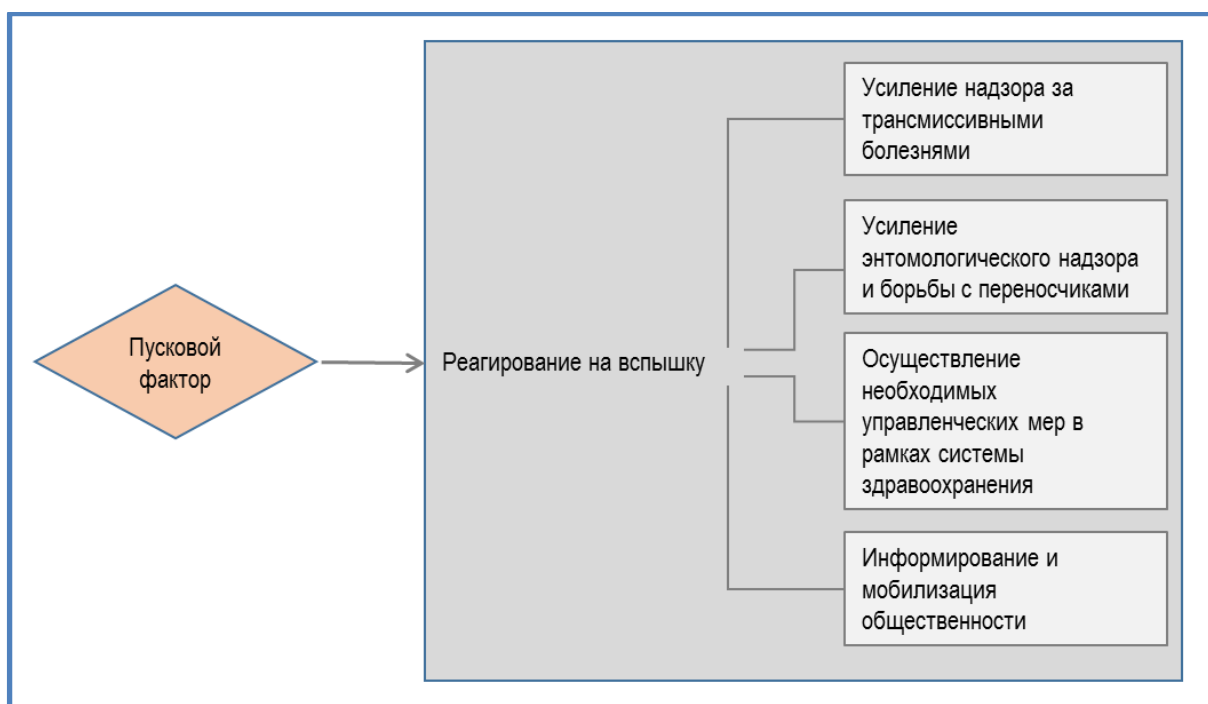 Пусковой
фактор
Реагирование на вспышку
Усиление надзора за
трансмиссивными
болезнями
Усиление
энтомологического надзора
и борьбы с переносчиками
Осуществление
необходимых
управленческих мер в
рамках системы
здравоохранения
Информирование и
мобилизация
общественности